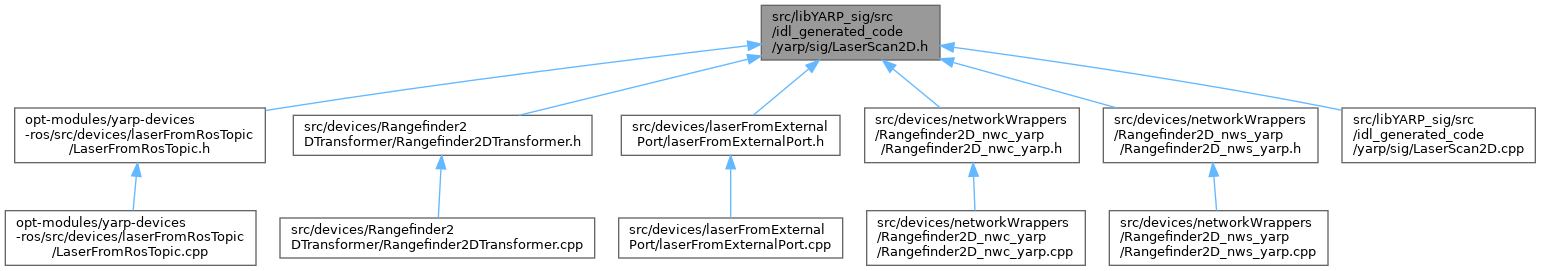 src/libYARP_sig/src
/idl_generated_code
/yarp/sig/LaserScan2D.h
opt-modules/yarp-devices
-ros/src/devices/laserFromRosTopic
/LaserFromRosTopic.h
src/devices/Rangefinder2
DTransformer/Rangefinder2DTransformer.h
src/devices/laserFromExternal
Port/laserFromExternalPort.h
src/devices/networkWrappers
/Rangefinder2D_nwc_yarp
/Rangefinder2D_nwc_yarp.h
src/devices/networkWrappers
/Rangefinder2D_nws_yarp
/Rangefinder2D_nws_yarp.h
src/libYARP_sig/src
/idl_generated_code
/yarp/sig/LaserScan2D.cpp
opt-modules/yarp-devices
-ros/src/devices/laserFromRosTopic
/LaserFromRosTopic.cpp
src/devices/Rangefinder2
DTransformer/Rangefinder2DTransformer.cpp
src/devices/laserFromExternal
Port/laserFromExternalPort.cpp
src/devices/networkWrappers
/Rangefinder2D_nwc_yarp
/Rangefinder2D_nwc_yarp.cpp
src/devices/networkWrappers
/Rangefinder2D_nws_yarp
/Rangefinder2D_nws_yarp.cpp